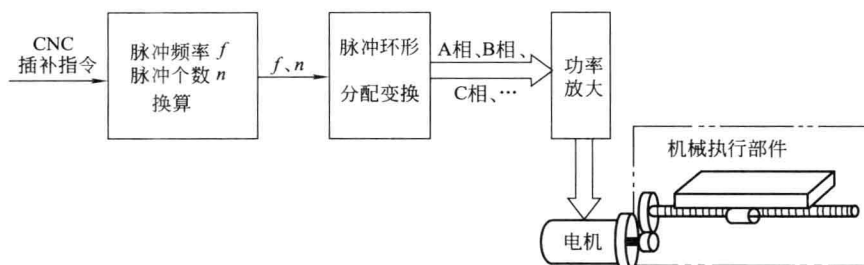 CNC
插补指令
脉冲频率 f
脉冲个数 n
换算
f、n
脉冲环形
分配变换
A相、B相、
C相、…
功率
放大
电机
机械执行部件